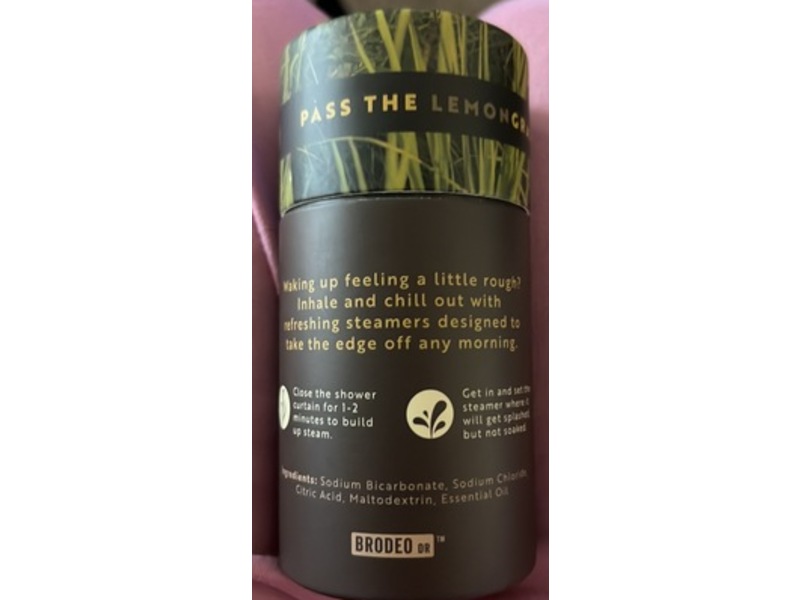 PASS THE LEMONGRA
Waking up feeling a little rough?
Inhale and chill out with
refreshing steamers designed to
take the edge off any morning.
Close the shower
curtain for 1-2
minutes to build
up steam.
Get in and set the
steamer where it
will get splashed
but not soaked.
Ingredients: Sodium Bicarbonate, Sodium Chloride,
Citric Acid, Maltodextrin, Essential Oil
BRODEO OR™